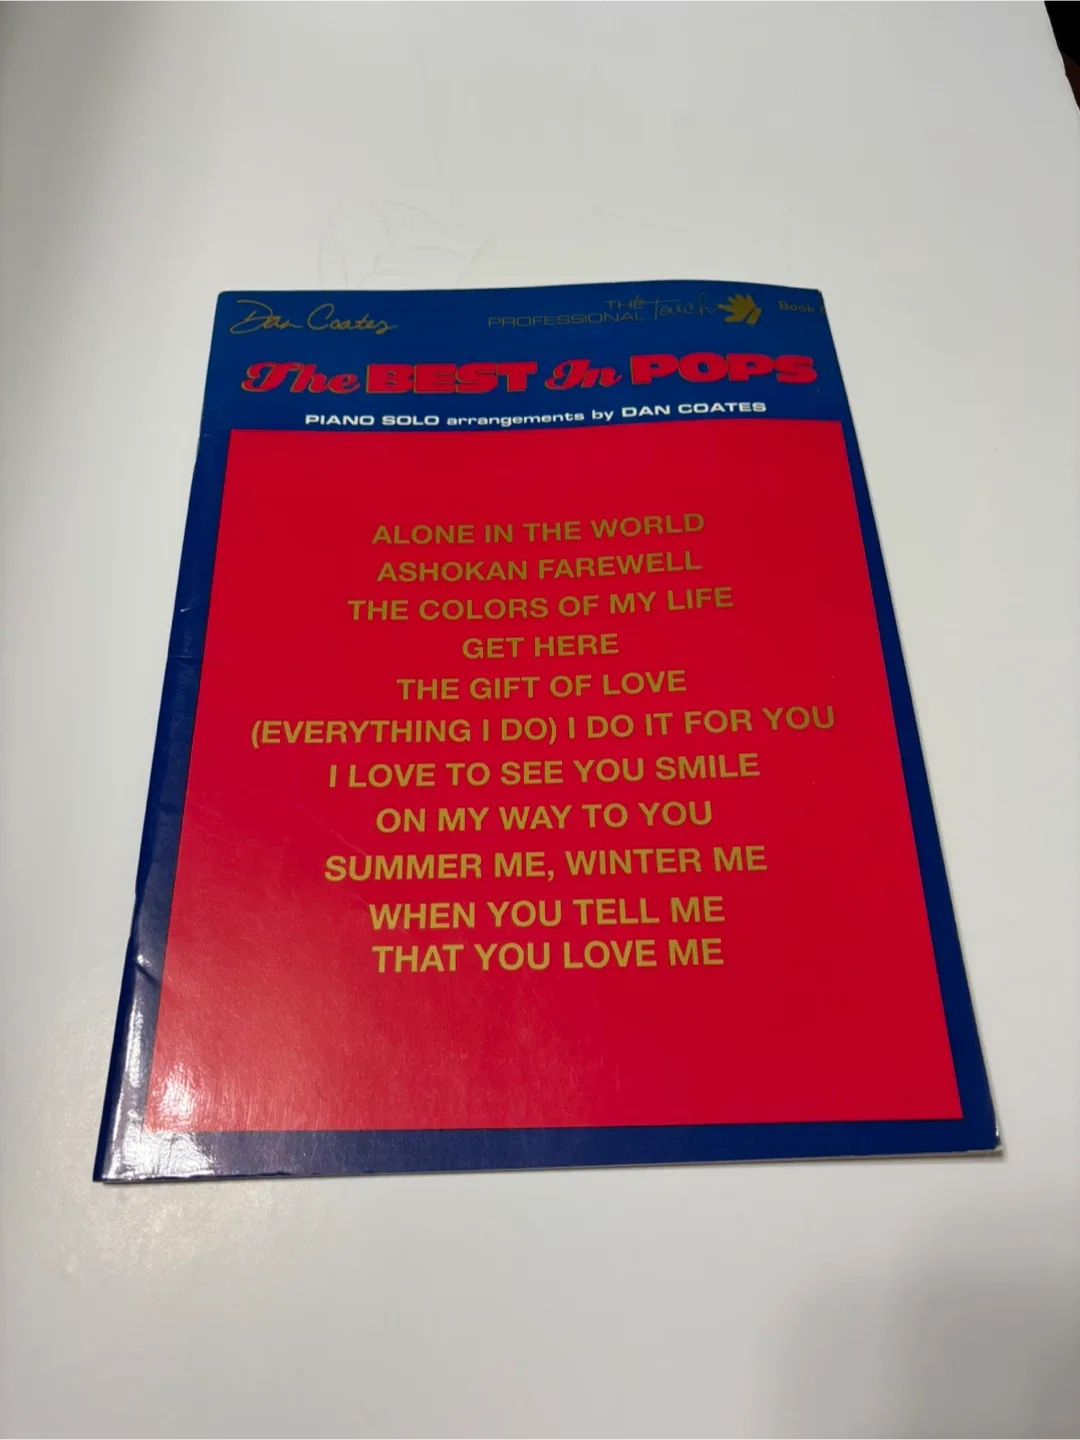 Dan Coates
THE
PROFESSIONAL Touch
Book
The BEST In POPS
PIANO SOLO arrangements by DAN COATES
ALONE IN THE WORLD
ASHOKAN FAREWELL
THE COLORS OF MY LIFE
GET HERE
THE GIFT OF LOVE
(EVERYTHING I DO) I DO IT FOR YOU
I LOVE TO SEE YOU SMILE
ON MY WAY TO YOU
SUMMER ME, WINTER ME
WHEN YOU TELL ME
THAT YOU LOVE ME